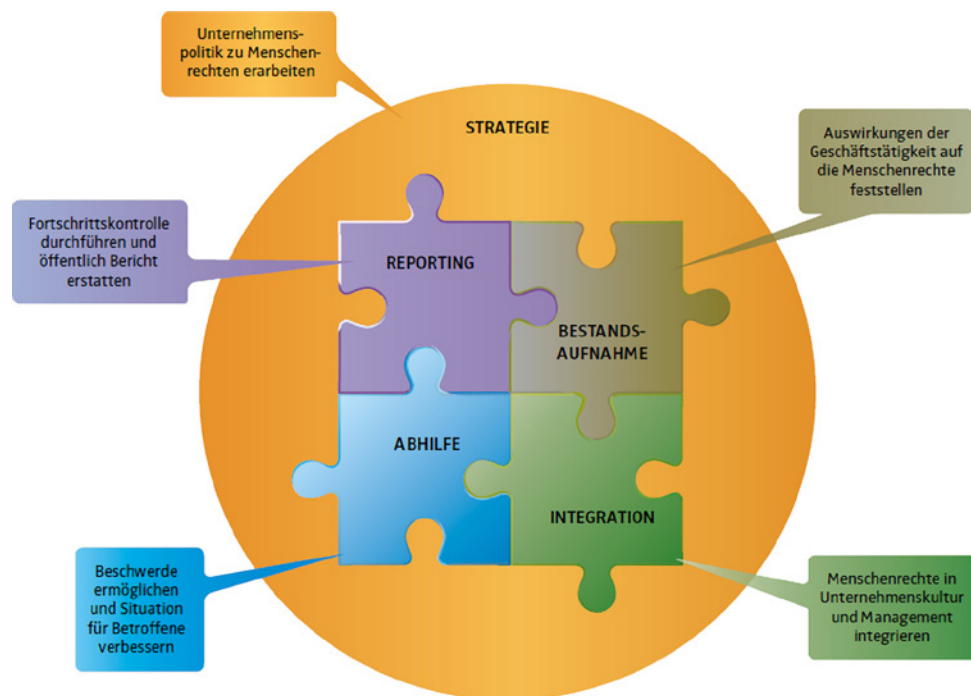 Unternehmens-
politik zu Menschen-
rechten erarbeiten
STRATEGIE
Auswirkungen der
Geschäftstätigkeit auf
die Menschenrechte
feststellen
Fortschrittskontrolle
durchführen und
öffentlich Bericht
erstatten
REPORTING
BESTANDS-
AUFNAHME
ABHILFE
INTEGRATION
Beschwerde
ermöglichen
und Situation
für Betroffene
verbessern
Menschenrechte in
Unternehmenskultur
und Management
integrieren